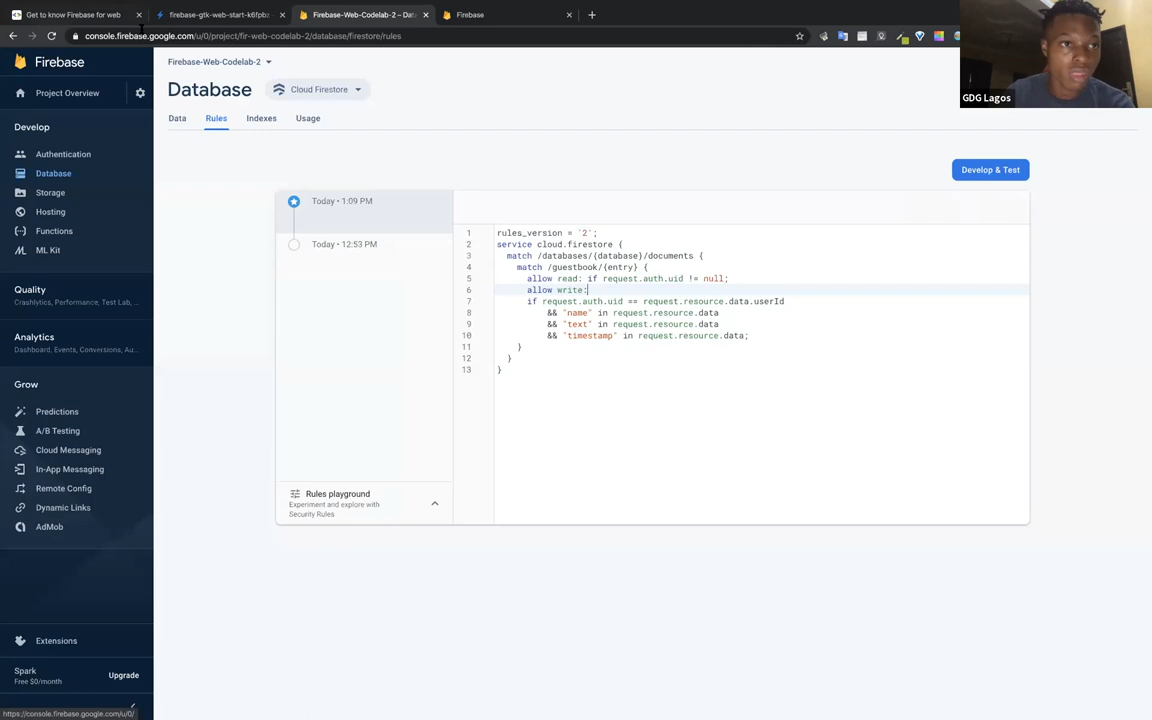 Get to know Firebase for web
firebase-gtk-web-start-k6fpbz
Firebase-Web-Codelab-2 – Dat
Firebase
console.firebase.google.com/u/0/project/fir-web-codelab-2/database/firestore/rules
GDG Lagos
Firebase
Project Overview
Develop
Authentication
Database
Storage
Hosting
Functions
ML Kit
Quality
Crashlytics, Performance, Test Lab, ...
Analytics
Dashboard, Events, Conversions, Au...
Grow
Predictions
A/B Testing
Cloud Messaging
In-App Messaging
Remote Config
Dynamic Links
AdMob
Extensions
Spark
Free $0/month
Upgrade
https://console.firebase.google.com/u/0/
Firebase-Web-Codelab-2
Database
Cloud Firestore
Data
Rules
Indexes
Usage
Develop & Test
Today • 1:09 PM
Today • 12:53 PM
Rules playground
Experiment and explore with
Security Rules
1 rules_version = '2';
2 service cloud.firestore {
3 match /databases/{database}/documents {
4 match /guestbook/{entry} {
5 allow read: if request.auth.uid != null;
6 allow write:
7 if request.auth.uid == request.resource.data.userId
8 && "name" in request.resource.data
9 && "text" in request.resource.data
10 && "timestamp" in request.resource.data;
11 }
12 }
13 }